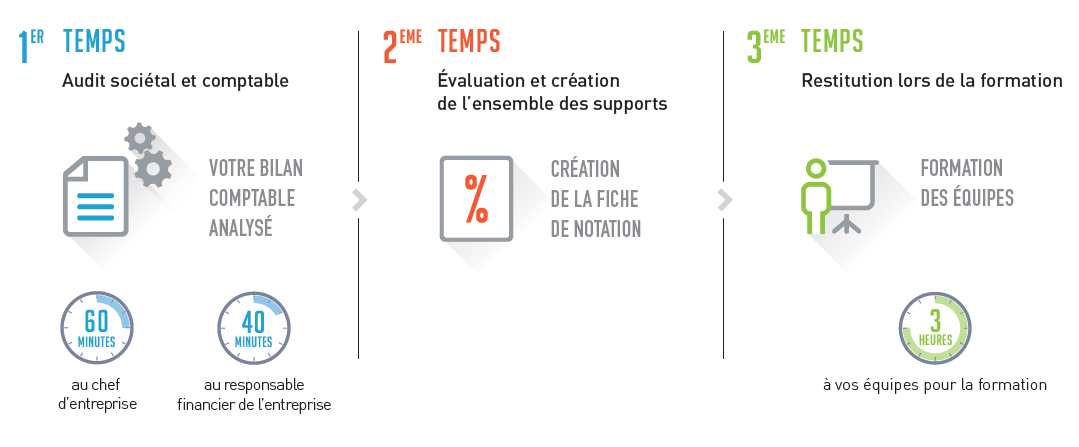 1ER TEMPS
Audit sociétal et comptable
VOTRE BILAN
COMPTABLE
ANALYSÉ
60
MINUTES
au chef
d'entreprise
40
MINUTES
au responsable
financier de l'entreprise
2EME TEMPS
Évaluation et création
de l'ensemble des supports
%
CRÉATION
DE LA FICHE
DE NOTATION
3EME TEMPS
Restitution lors de la formation
FORMATION
DES ÉQUIPES
3
HEURES
à vos équipes pour la formation